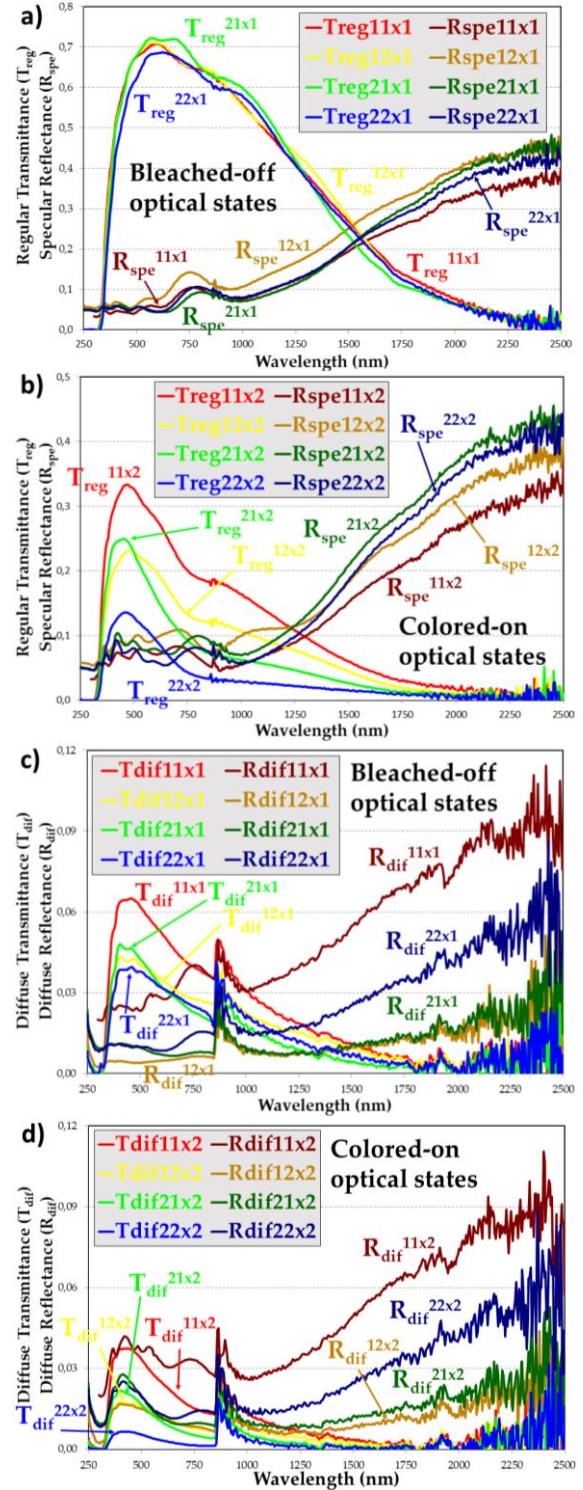 a)
Regular Transmittance (Treg)
Specular Reflectance (Rspe)
0,8
0,7
0,6
0,5
0,4
0,3
0,2
0,1
0,0
Treg21x1
Treg22x1
Treg11x1 Rspe11x1
Treg12x1 Rspe12x1
Treg21x1 Rspe21x1
Treg22x1 Rspe22x1
Bleached-off
optical states
Treg12x1
Rspe12x1
Rspe22x1
Rspe11x1
Treg11x1
Rspe21x1
250 500 750 1000 1250 1500 1750 2000 2250 2500
Wavelength (nm)
b)
Regular Transmittance (Treg)
Specular Reflectance (Rspe)
0,5
0,4
0,3
0,2
0,1
0,0
Treg11x2 Rspe11x2
Treg12x2 Rspe12x2
Treg21x2 Rspe21x2
Treg22x2 Rspe22x2
Rspe22x2
Treg11x2
Treg21x2
Rspe21x2
Treg12x2
Rspe12x2
Rspe11x2
Colored-on
optical states
Treg22x2
250 500 750 1000 1250 1500 1750 2000 2250 2500
Wavelength (nm)
c)
Diffuse Transmittance (Tdif)
Diffuse Reflectance (Rdif)
0,12
0,09
0,06
0,03
0,00
Tdif11x1 Rdif11x1
Tdif12x1 Rdif12x1
Tdif21x1 Rdif21x1
Tdif22x1 Rdif22x1
Bleached-off
optical states
Rdif11x1
Tdif11x1
Tdif21x1
Tdif12x1
Rdif22x1
Tdif22x1
Rdif21x1
Rdif12x1
250 500 750 1000 1250 1500 1750 2000 2250 2500
Wavelength (nm)
d)
Diffuse Transmittance (Tdif)
Diffuse Reflectance (Rdif)
0,12
0,09
0,06
0,03
0,00
Tdif11x2 Rdif11x2
Tdif12x2 Rdif12x2
Tdif21x2 Rdif21x2
Tdif22x2 Rdif22x2
Colored-on
optical states
Rdif11x2
Tdif21x2
Tdif12x2
Tdif11x2
Rdif22x2
Rdif12x2
Rdif21x2
Tdif22x2
250 500 750 1000 1250 1500 1750 2000 2250 2500
Wavelength (nm)